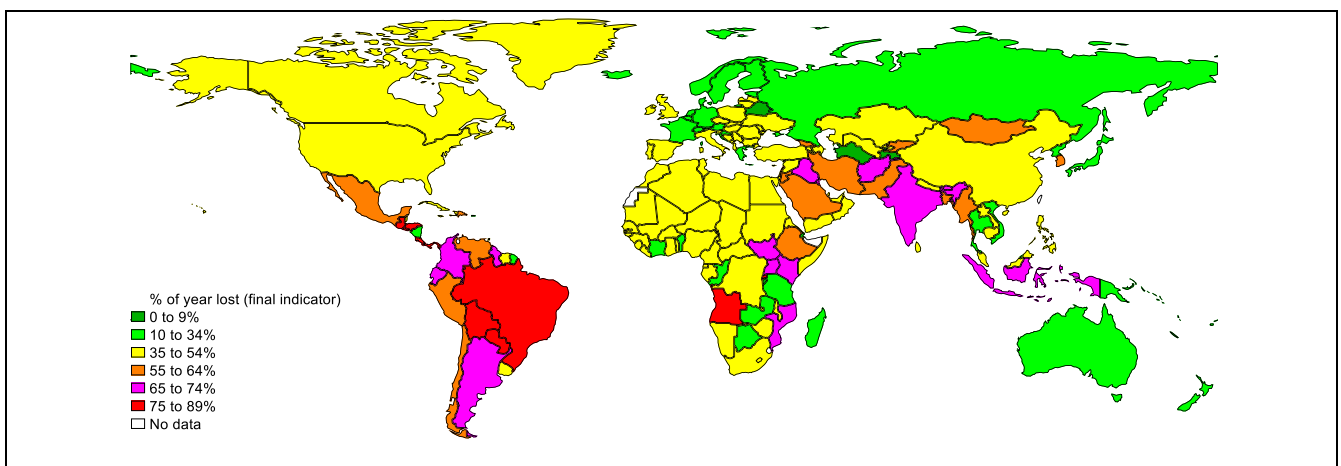 % of year lost (final indicator)
0 to 9%
10 to 34%
35 to 54%
55 to 64%
65 to 74%
75 to 89%
No data